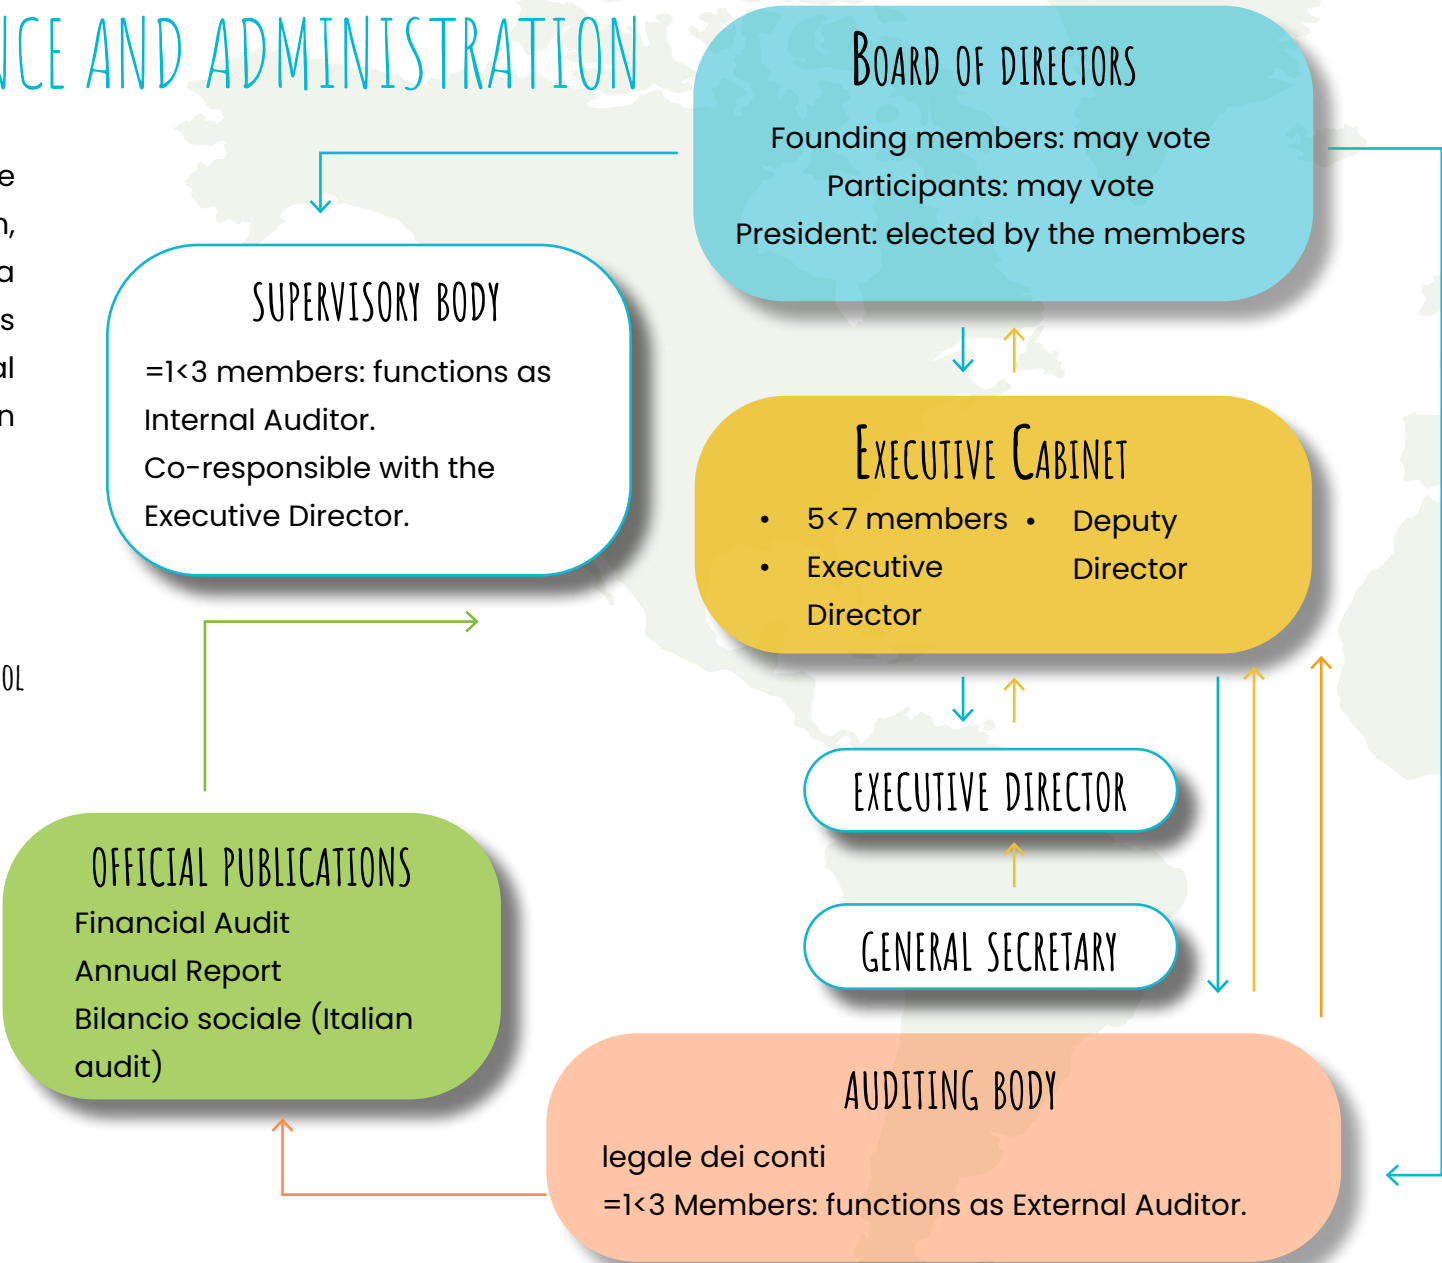 NCE AND ADMINISTRATION
e
n,
a
s
al
n
OL
BOARD OF DIRECTORS
Founding members: may vote
Participants: may vote
President: elected by the members
SUPERVISORY BODY
=1<3 members: functions as
Internal Auditor.
Co-responsible with the
Executive Director.
EXECUTIVE CABINET
• 5<7 members
• Executive
Director
• Deputy
Director
EXECUTIVE DIRECTOR
GENERAL SECRETARY
OFFICIAL PUBLICATIONS
Financial Audit
Annual Report
Bilancio sociale (Italian
audit)
AUDITING BODY
legale dei conti
=1<3 Members: functions as External Auditor.